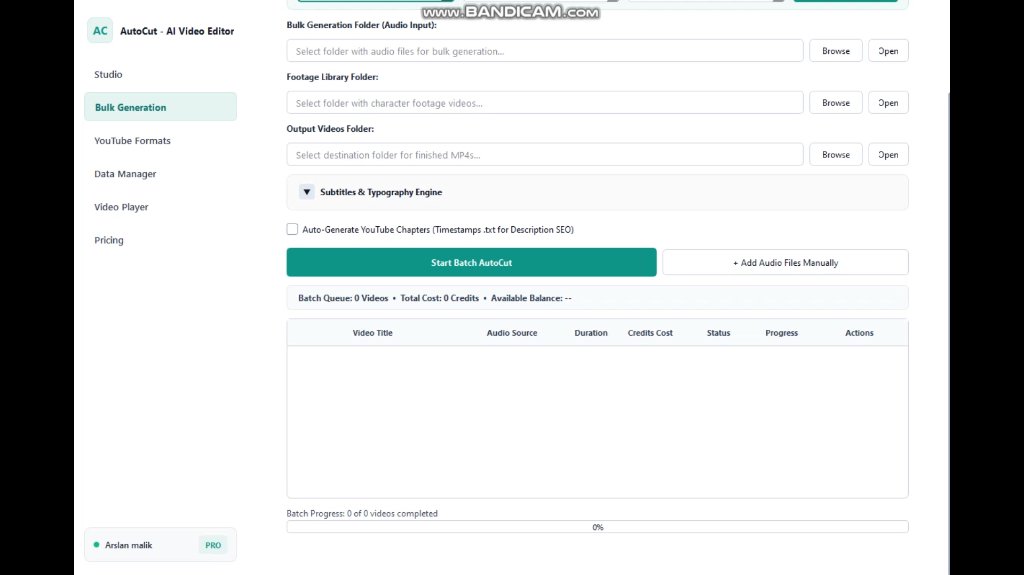 www.BANDICAM.com
AC AutoCut - AI Video Editor
Studio
Bulk Generation
YouTube Formats
Data Manager
Video Player
Pricing
Arslan malik PRO
Bulk Generation Folder (Audio Input):
Select folder with audio files for bulk generation... Browse Open
Footage Library Folder:
Select folder with character footage videos... Browse Open
Output Videos Folder:
Select destination folder for finished MP4s... Browse Open
▼ Subtitles & Typography Engine
Auto-Generate YouTube Chapters (Timestamps .txt for Description SEO)
Start Batch AutoCut + Add Audio Files Manually
Batch Queue: 0 Videos • Total Cost: 0 Credits • Available Balance: --
Video Title Audio Source Duration Credits Cost Status Progress Actions
Batch Progress: 0 of 0 videos completed
0%